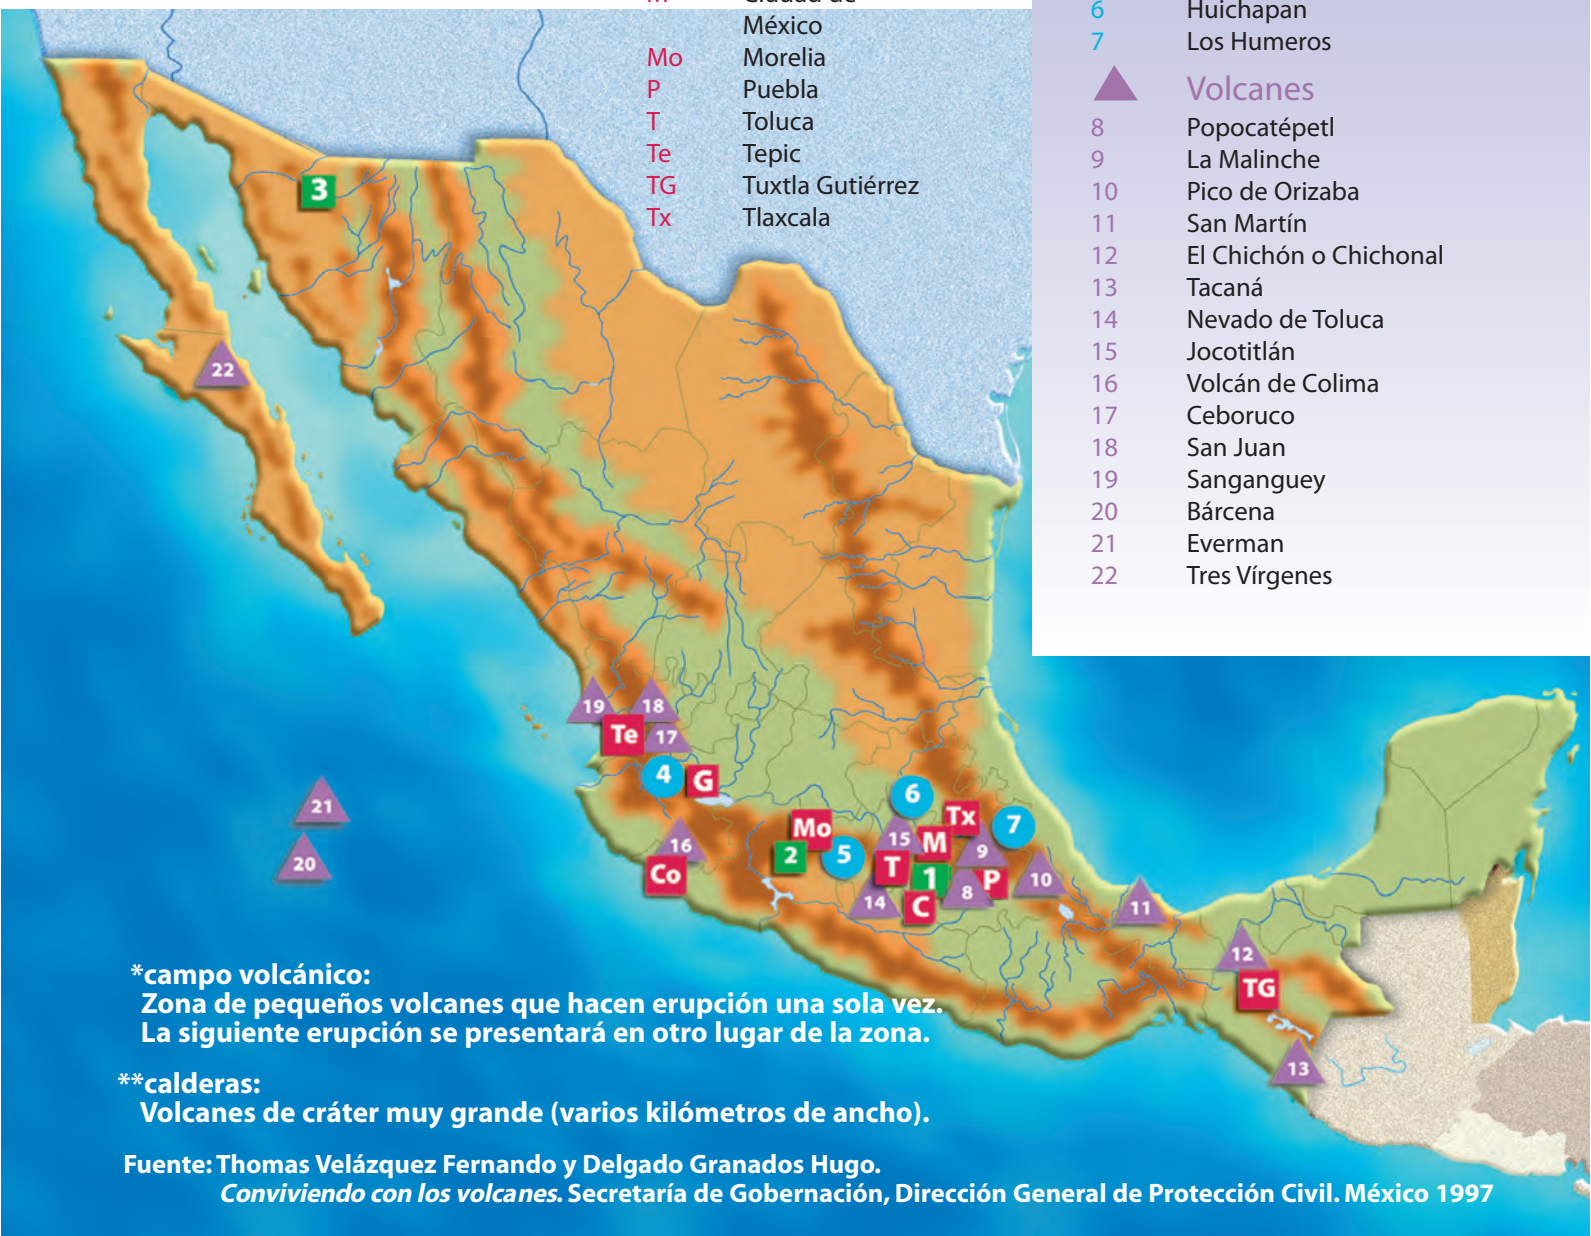 Ciudad de
México
Mo Morelia
P Puebla
T Toluca
Te Tepic
TG Tuxtla Gutiérrez
Tx Tlaxcala
6 Huichapan
7 Los Humeros
Volcanes
8 Popocatépetl
9 La Malinche
10 Pico de Orizaba
11 San Martín
12 El Chichón o Chichonal
13 Tacaná
14 Nevado de Toluca
15 Jocotitlán
16 Volcán de Colima
17 Ceboruco
18 San Juan
19 Sanganguey
20 Bárcena
21 Everman
22 Tres Vírgenes
3
22
19
18
Te
17
4
G
21
20
16
Co
6
Mo
2
5
15
M
Tx
7
9
T
1
P
10
14
C
8
11
12
TG
13
*campo volcánico:
Zona de pequeños volcanes que hacen erupción una sola vez.
La siguiente erupción se presentará en otro lugar de la zona.
**calderas:
Volcanes de cráter muy grande (varios kilómetros de ancho).
Fuente: Thomas Velázquez Fernando y Delgado Granados Hugo.
Conviviendo con los volcanes. Secretaría de Gobernación, Dirección General de Protección Civil. México 1997